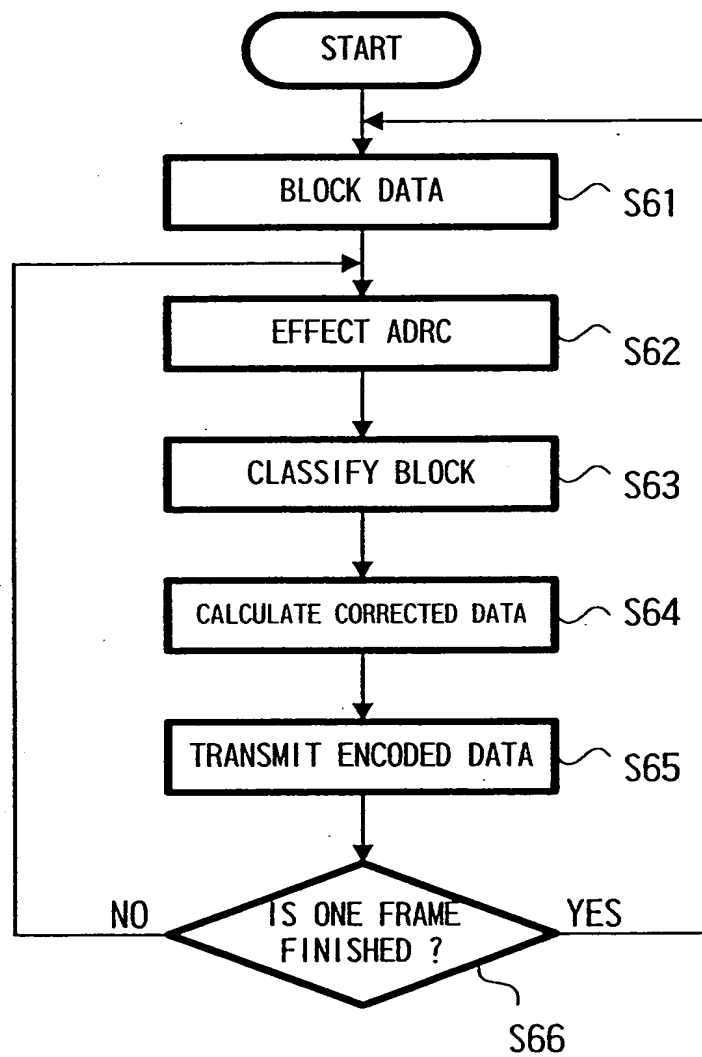 START
BLOCK DATA
S61
EFFECT ADRC
S62
CLASSIFY BLOCK
S63
CALCULATE CORRECTED DATA
S64
TRANSMIT ENCODED DATA
S65
NO
IS ONE FRAME
FINISHED ?
YES
S66